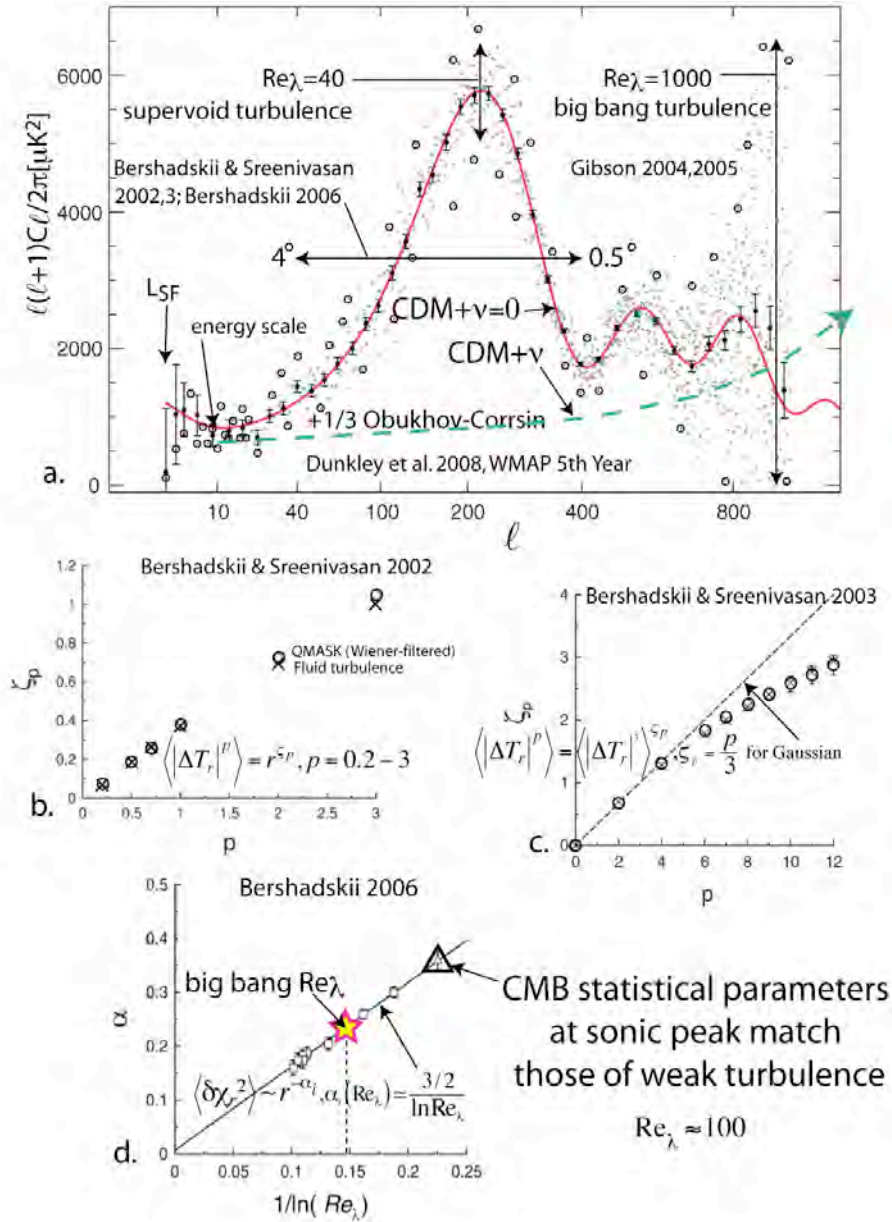 6000
4000
2000
0
ℓ(ℓ+1)Cℓ/2π[μK²]
Reλ=40
supervoid turbulence
Reλ=1000
big bang turbulence
Bershadskii & Sreenivasan
2002,3; Bershadskii 2006
Gibson 2004,2005
4
0.5
LSF
energy scale
CDM+ν=0
CDM+ν
+1/3 Obukhov-Corrsin
Dunkley et al. 2008, WMAP 5th Year
a.
10 40 100 200 400 800
ℓ
Bershadskii & Sreenivasan 2002
1.2
1
0.8
0.6
0.4
0.2
0
ζp
QMASK (Wiener-filtered)
Fluid turbulence
⟨|ΔTr|^p⟩ = r^ζp, p = 0.2 – 3
b.
0 0.5 1 1.5 2 2.5 3
p
Bershadskii & Sreenivasan 2003
4
3
2
1
0
ζp
⟨|ΔTr|^p⟩ = ⟨|ΔTr|^3⟩^ζp, ζp = p/3 for Gaussian
c.
0 2 4 6 8 10 12
p
Bershadskii 2006
0.5
0.4
0.3
0.2
0.1
0
α
big bang Reλ
⟨δχr²⟩ ~ r^-αi, αi(Reλ) = 3/2 / lnReλ
d.
0 0.05 0.1 0.15 0.2 0.25
1/ln( Reλ)
CMB statistical parameters
at sonic peak match
those of weak turbulence
Reλ ≈100